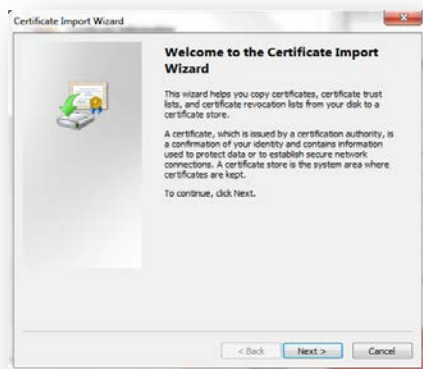 Certificate Import Wizard
Welcome to the Certificate Import
Wizard
This wizard helps you copy certificates, certificate trust
lists, and certificate revocation lists from your disk to a
certificate store.
A certificate, which is issued by a certification authority, is
a confirmation of your identity and contains information
used to protect data or to establish secure network
connections. A certificate store is the system area where
certificates are kept.
To continue, click Next.
< Back
Next >
Cancel